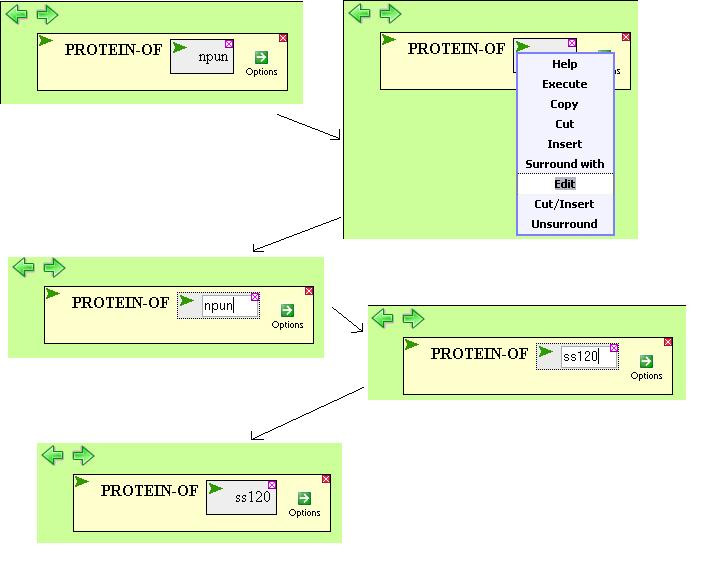 PROTEIN-OF npun
Options
PROTEIN-OF
Help
Execute
Copy
Cut
Insert
Surround with
Edit
Cut/Insert
Unsurround
PROTEIN-OF npun
Options
PROTEIN-OF ss120
Options
PROTEIN-OF ss120
Options